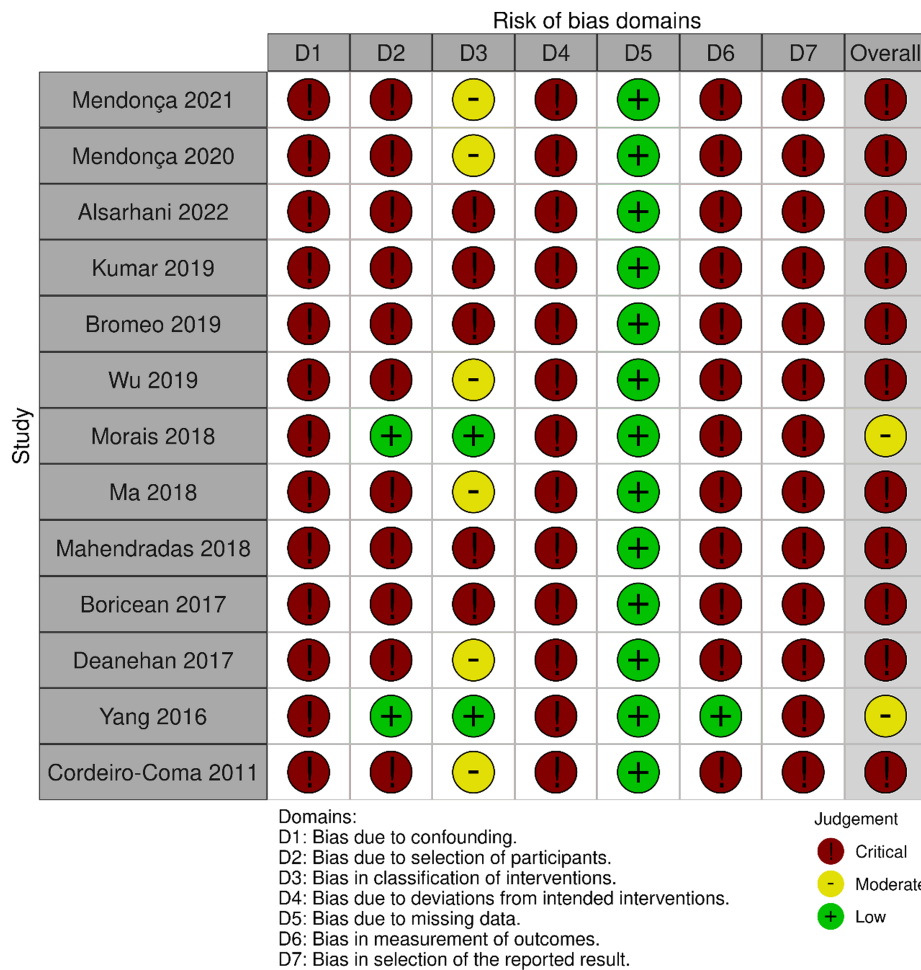 Risk of bias domains
D1 D2 D3 D4 D5 D6 D7 Overall
Study
Mendonça 2021 ! ! - ! + ! ! !
Mendonça 2020 ! ! - ! + ! ! !
Alsarhani 2022 ! ! ! ! + ! ! !
Kumar 2019 ! ! ! ! + ! ! !
Bromeo 2019 ! ! ! ! + ! ! !
Wu 2019 ! ! - ! + ! ! !
Morais 2018 ! + + ! + ! ! -
Ma 2018 ! ! - ! + ! ! !
Mahendradas 2018 ! ! ! ! + ! ! !
Boricean 2017 ! ! ! ! + ! ! !
Deanehan 2017 ! ! - ! + ! ! !
Yang 2016 ! + + ! + + ! -
Cordeiro-Coma 2011 ! ! - ! + ! ! !
Domains:
D1: Bias due to confounding.
D2: Bias due to selection of participants.
D3: Bias in classification of interventions.
D4: Bias due to deviations from intended interventions.
D5: Bias due to missing data.
D6: Bias in measurement of outcomes.
D7: Bias in selection of the reported result.
Judgement
! Critical
- Moderate
+ Low